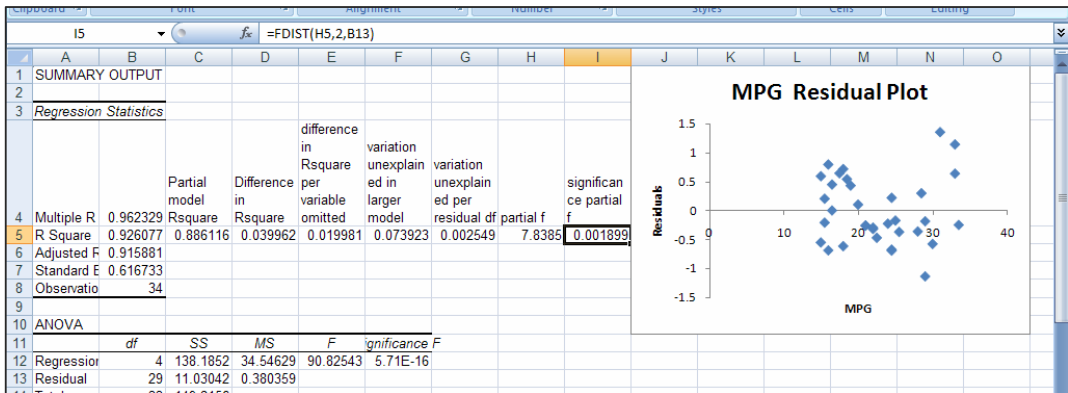 Clipboard Font Alignment Number Styles Cells Editing
I5 fx =FDIST(H5,2,B13)
A B C D E F G H I J K L M N O
1 SUMMARY OUTPUT
2
3 Regression Statistics
4 Multiple R 0.962329 Partial model Rsquare Difference in Rsquare difference in Rsquare per variable omitted variation unexplain ed in larger model variation unexplain ed per residual df partial f significan ce partial f
5 R Square 0.926077 0.886116 0.039962 0.019981 0.073923 0.002549 7.8385 0.001899
6 Adjusted R 0.915881
7 Standard E 0.616733
8 Observatio 34
9
10 ANOVA
11 df SS MS F ignificance F
12 Regression 4 138.1852 34.54629 90.82543 5.71E-16
13 Residual 29 11.03042 0.380359
MPG Residual Plot
1.5
1
0.5
0
-0.5
-1
-1.5
0 10 20 30 40
Residuals
MPG